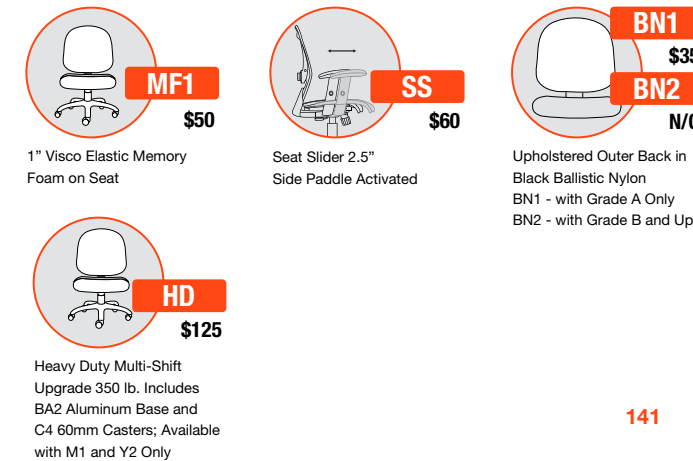 MF1
$50
1” Visco Elastic Memory
Foam on Seat
SS
$60
Seat Slider 2.5”
Side Paddle Activated
BN1
$35
BN2
Upholstered Outer Back in
Black Ballistic Nylon
BN1 - with Grade A Only
BN2 - with Grade B and Up
HD
$125
Heavy Duty Multi-Shift
Upgrade 350 lb. Includes
BA2 Aluminum Base and
C4 60mm Casters; Available
with M1 and Y2 Only
141